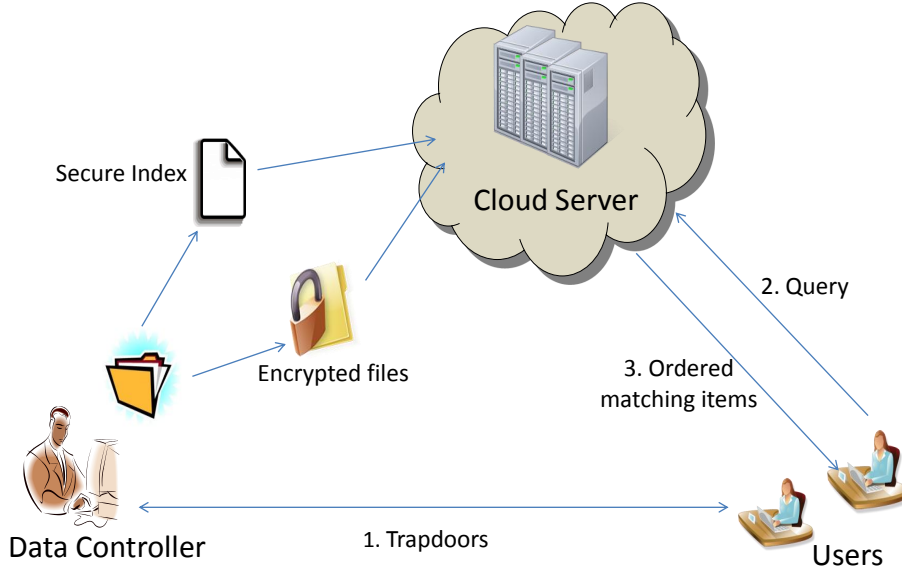 Secure Index
Cloud Server
2. Query
Encrypted files
3. Ordered
matching items
Data Controller
1. Trapdoors
Users